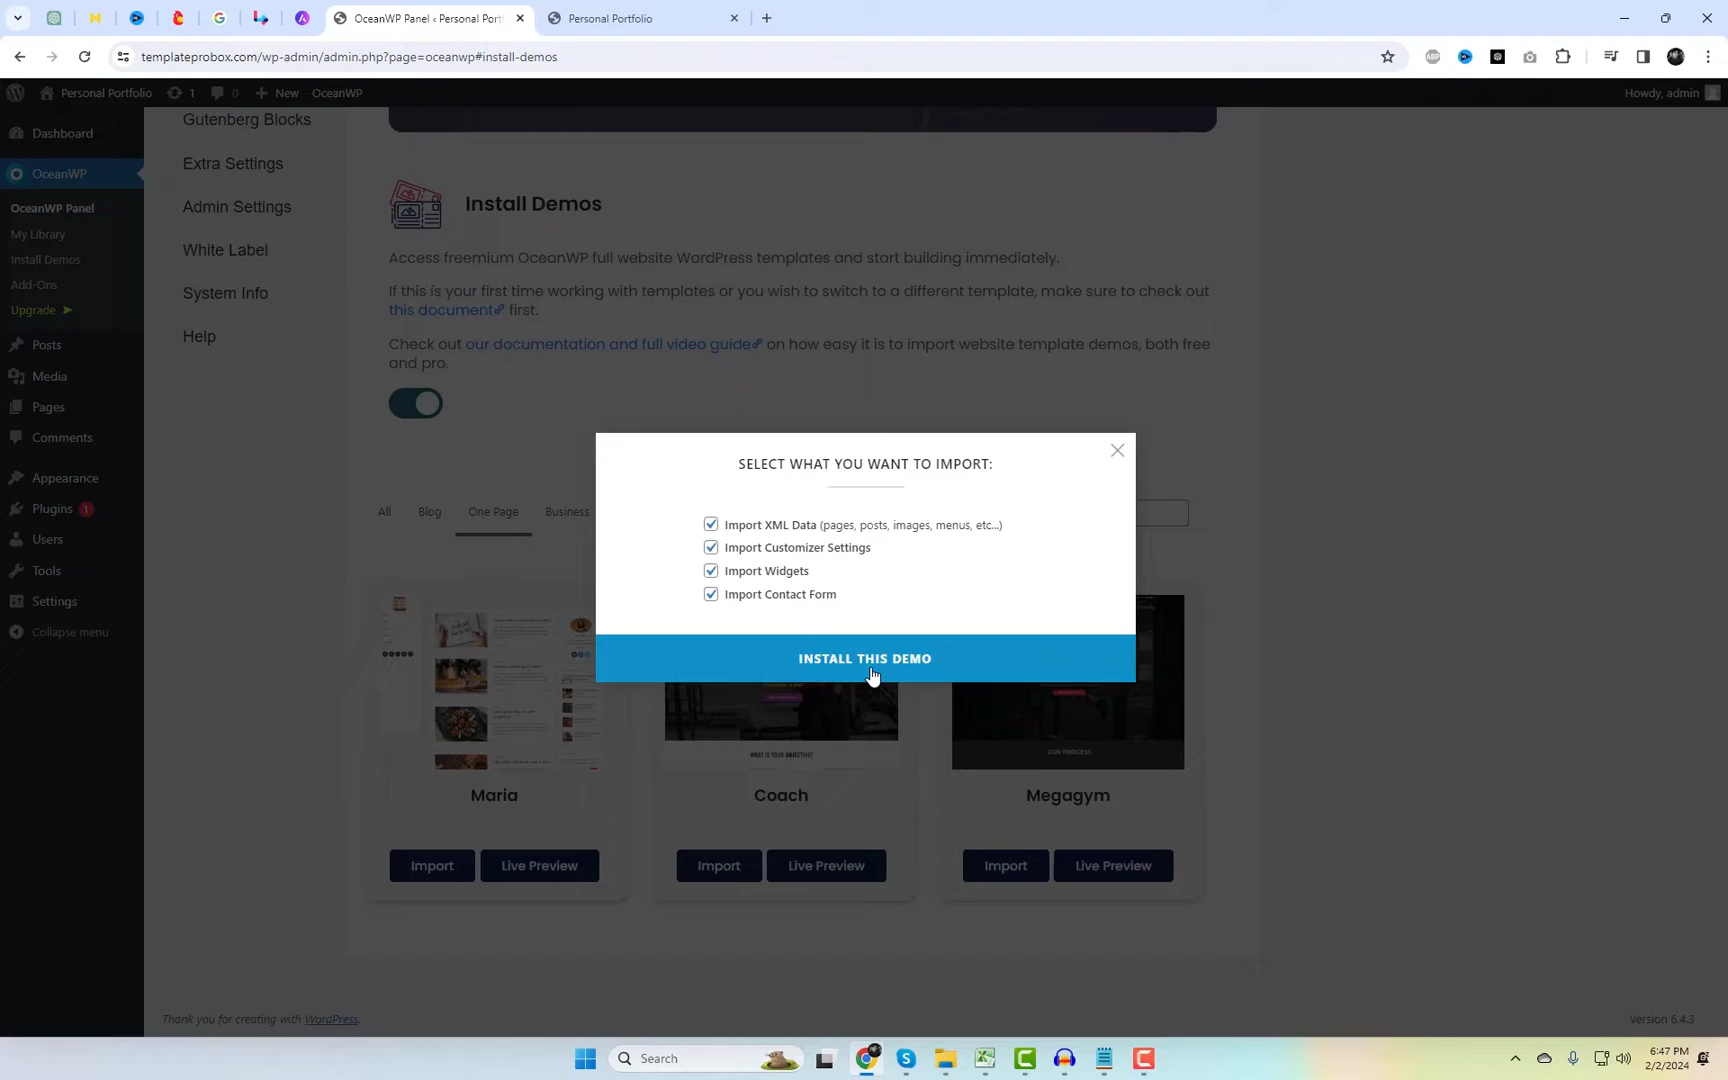 OceanWP Panel ‹ Personal Portf
Personal Portfolio
templateprobox.com/wp-admin/admin.php?page=oceanwp#install-demos
Personal Portfolio
1
0
New
OceanWP
Howdy, admin
Dashboard
OceanWP
OceanWP Panel
My Library
Install Demos
Add-Ons
Upgrade ➤
Posts
Media
Pages
Comments
Appearance
Plugins 1
Users
Tools
Settings
Collapse menu
Gutenberg Blocks
Extra Settings
Admin Settings
White Label
System Info
Help
Install Demos
Access freemium OceanWP full website WordPress templates and start building immediately.
If this is your first time working with templates or you wish to switch to a different template, make sure to check out
this document first.
Check out our documentation and full video guide on how easy it is to import website template demos, both free
and pro.
All
Blog
One Page
Business
SELECT WHAT YOU WANT TO IMPORT:
Import XML Data (pages, posts, images, menus, etc...)
Import Customizer Settings
Import Widgets
Import Contact Form
INSTALL THIS DEMO
WHAT IS YOUR OBJECTIVE?
OUR PROCESS
Maria
Coach
Megagym
Import
Live Preview
Import
Live Preview
Import
Live Preview
Thank you for creating with WordPress.
Version 6.4.3
Search
6:47 PM
2/2/2024